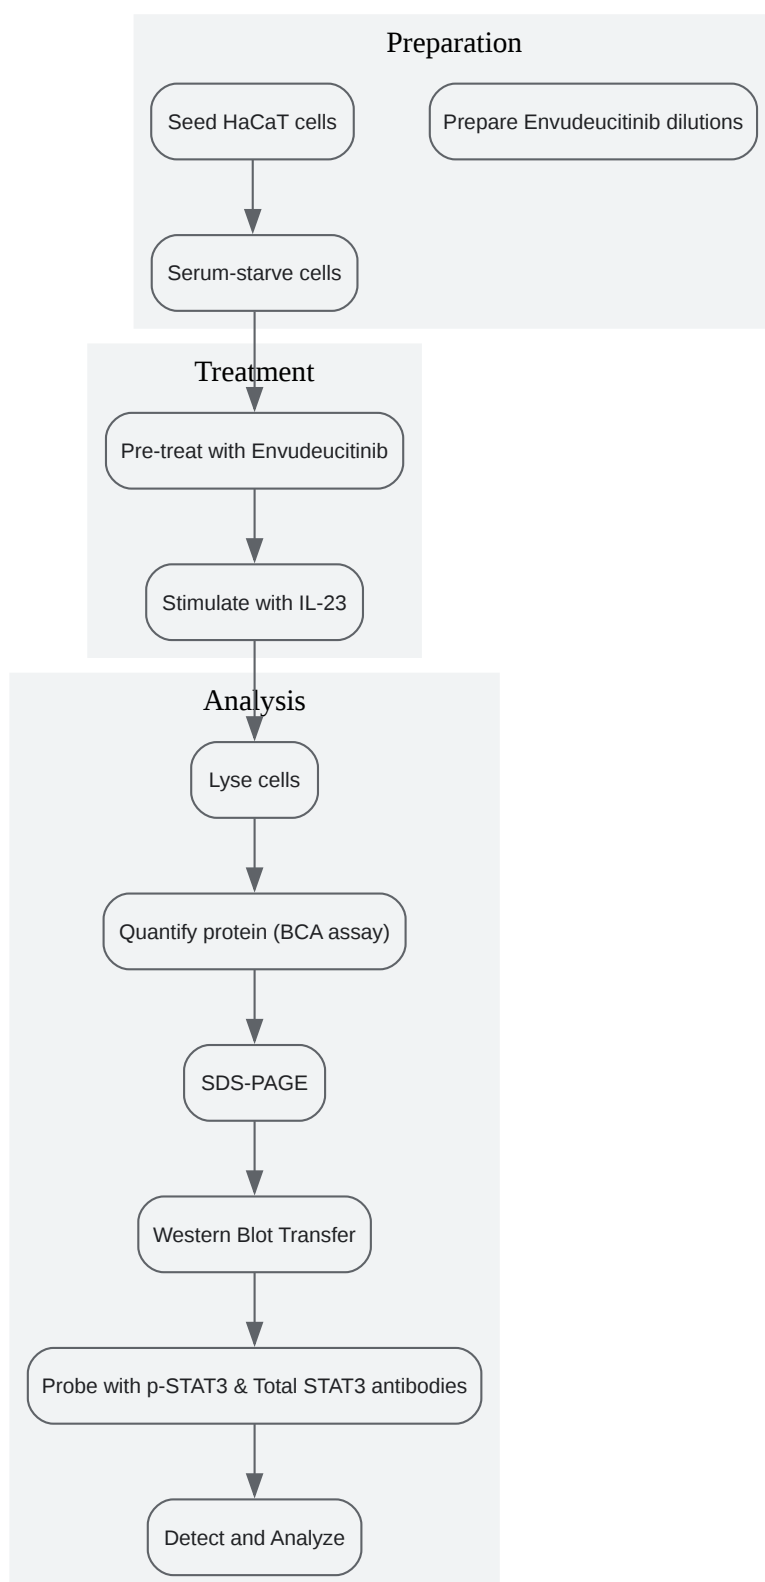 Preparation
Seed HaCaT cells
Prepare Envudeucitinib dilutions
Serum-starve cells
Treatment
Pre-treat with Envudeucitinib
Stimulate with IL-23
Analysis
Lyse cells
Quantify protein (BCA assay)
SDS-PAGE
Western Blot Transfer
Probe with p-STAT3 & Total STAT3 antibodies
Detect and Analyze